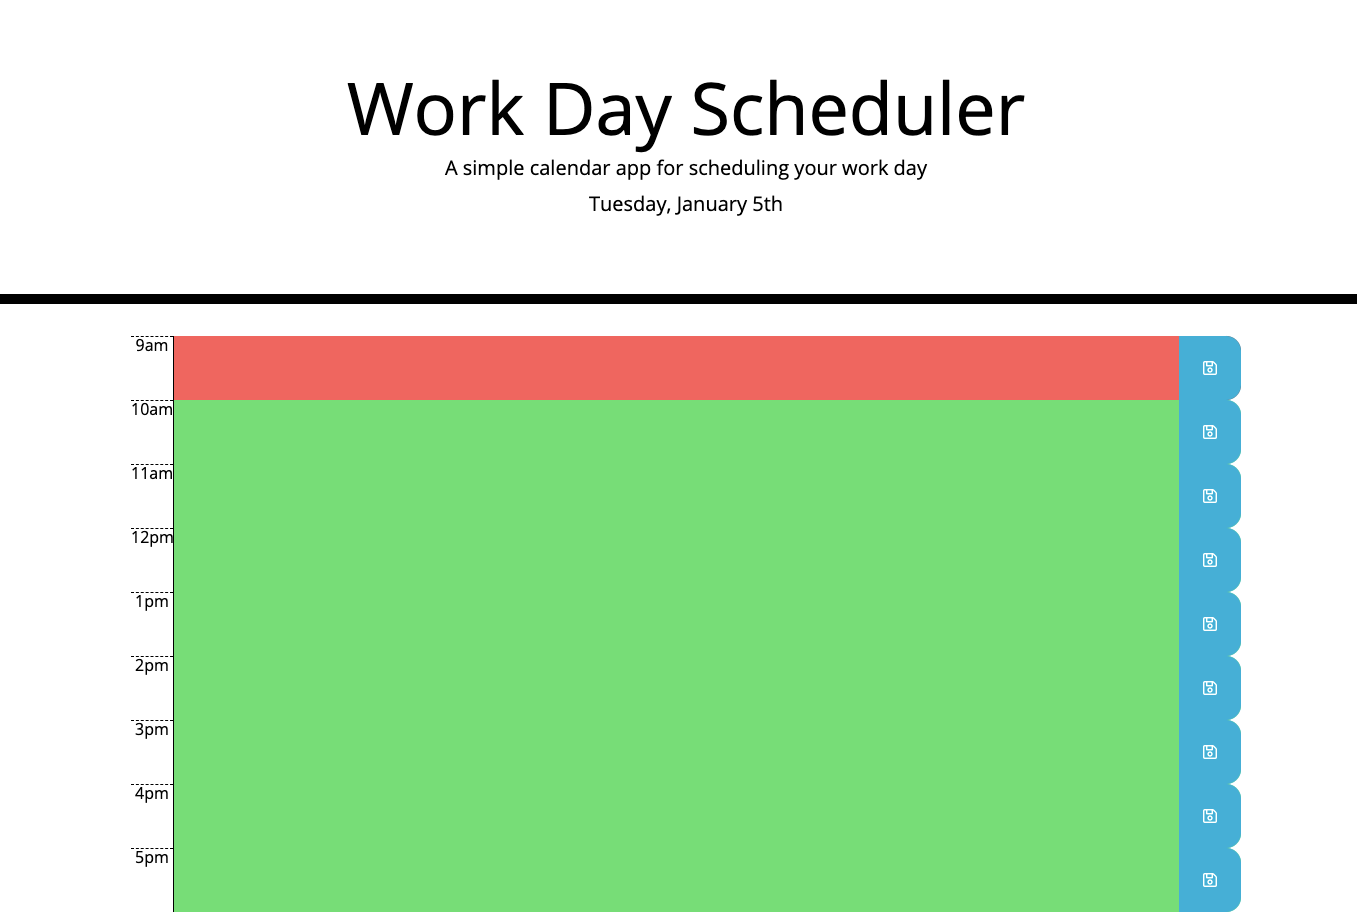 Work Day Scheduler
A simple calendar app for scheduling your work day
Tuesday, January 5th
9am
10am
11am
12pm
1pm
2pm
3pm
4pm
5pm